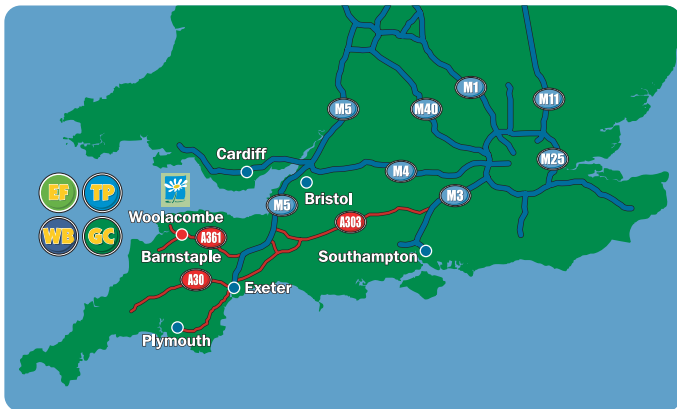 M1
M5
M40
M11
M25
Cardiff
M4
EF
TP
Bristol
M3
M5
Woolacombe
A303
WB
GC
A361
Barnstaple
Southampton
A30
Exeter
Plymouth